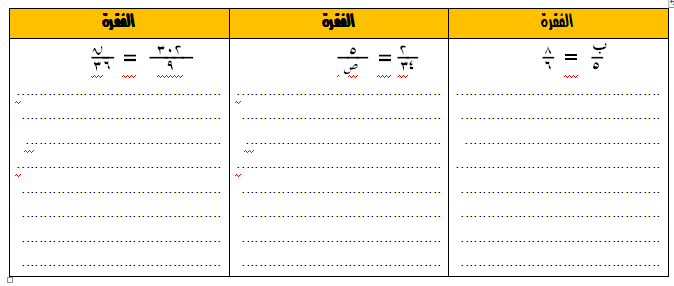 الفقرة الفقرة الفقرة
ب/٥ = ٨/٦
٢/٣٤ = ٥/ص
٣٠٢/٩ = ن/٣٦